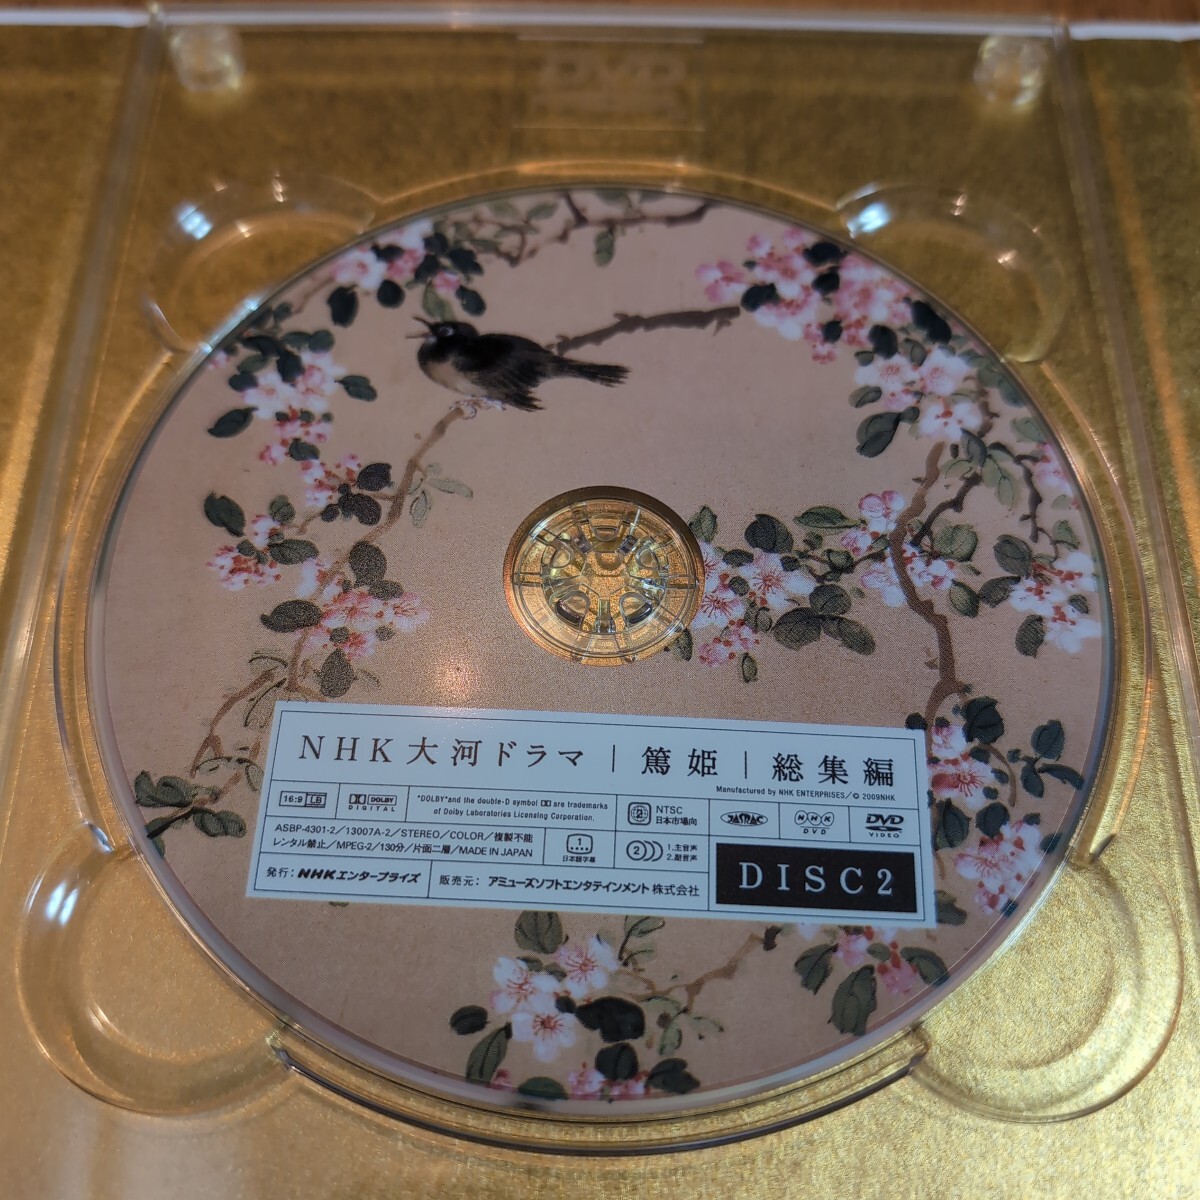 DVD
NHK大河ドラマ｜篤姫｜総集編
Manufactured by NHK ENTERPRISES／© 2009NHK
16:9 LB
DOLBY
DIGITAL
"DOLBY"and the double-D symbol are trademarks
of Dolby Laboratories Licensing Corporation.
2
NTSC
日本市場向
JASRAC
NHK
DVD
DVD
VIDEO
ASBP-4301-2／13007A-2／STEREO／COLOR／複製不能
レンタル禁止／MPEG-2／130分／片面二層／MADE IN JAPAN
1
日本語字幕
2
1.主音声
2.副音声
DISC2
発行：NHKエンタープライズ
販売元：アミューズソフトエンタテインメント株式会社